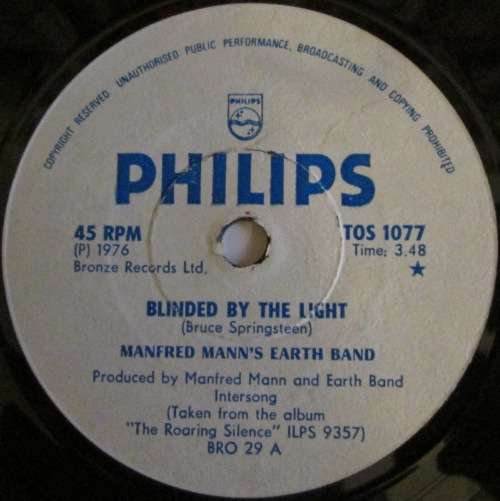 COPYRIGHT RESERVED. UNAUTHORISED PUBLIC PERFORMANCE, BROADCASTING AND COPYING PROHIBITED
PHILIPS
PHILIPS
45 RPM
TOS 1077
(P) 1976
Time: 3.48
Bronze Records Ltd.
BLINDED BY THE LIGHT
(Bruce Springsteen)
MANFRED MANN'S EARTH BAND
Produced by Manfred Mann and Earth Band
Intersong
(Taken from the album
"The Roaring Silence" ILPS 9357)
BRO 29 A